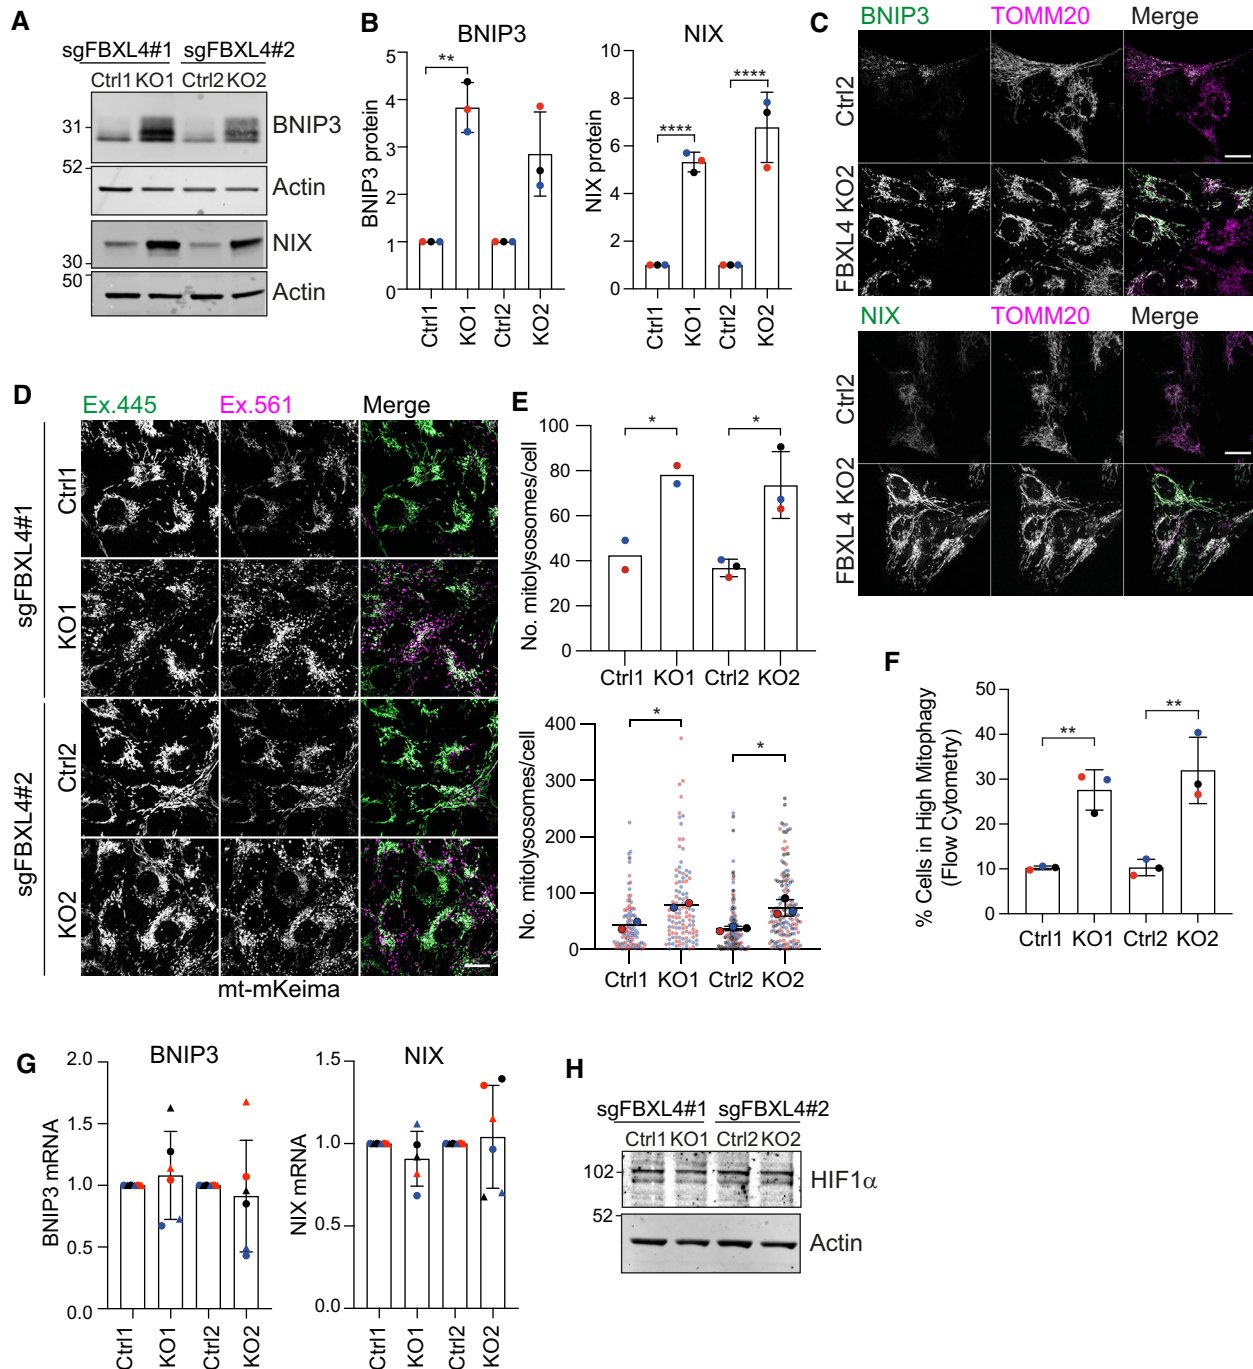 A
sgFBXL4#1 sgFBXL4#2
Ctrl1 KO1 Ctrl2 KO2
31
BNIP3
52
Actin
NIX
30
50
Actin
B
BNIP3
BNIP3 protein
5
4
3
2
1
0
Ctrl1
KO1
Ctrl2
KO2
**
NIX
NIX protein
10
8
6
4
2
0
Ctrl1
KO1
Ctrl2
KO2
****
****
C
BNIP3 TOMM20 Merge
Ctrl2
FBXL4 KO2
NIX TOMM20 Merge
Ctrl2
FBXL4 KO2
D
Ex.445 Ex.561 Merge
sgFBXL4#1
Ctrl1
KO1
sgFBXL4#2
Ctrl2
KO2
mt-mKeima
E
No. mitolysosomes/cell
100
80
60
40
20
0
Ctrl1 KO1 Ctrl2 KO2
* *
No. mitolysosomes/cell
400
300
200
100
0
Ctrl1 KO1 Ctrl2 KO2
* *
F
% Cells in High Mitophagy
(Flow Cytometry)
50
40
30
20
10
0
Ctrl1 KO1 Ctrl2 KO2
** **
G
BNIP3
BNIP3 mRNA
2.0
1.5
1.0
0.5
0.0
Ctrl1
KO1
Ctrl2
KO2
NIX
NIX mRNA
1.5
1.0
0.5
0.0
Ctrl1
KO1
Ctrl2
KO2
H
sgFBXL4#1 sgFBXL4#2
Ctrl1 KO1 Ctrl2 KO2
102
HIF1α
52
Actin